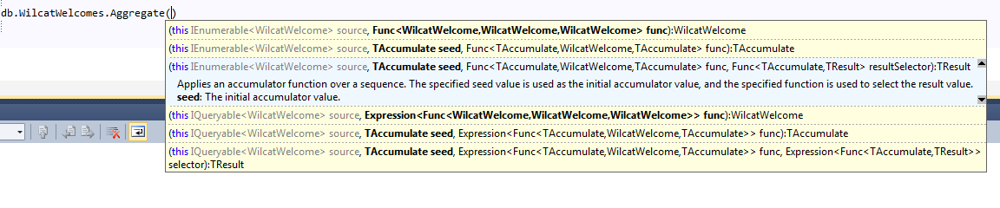 db.WilcatWelcomes.Aggregate()
(this IEnumerable<WilcatWelcome> source, Func<WilcatWelcome,WilcatWelcome,WilcatWelcome> func):WilcatWelcome
(this IEnumerable<WilcatWelcome> source, TAccumulate seed, Func<TAccumulate,WilcatWelcome,TAccumulate> func):TAccumulate
(this IEnumerable<WilcatWelcome> source, TAccumulate seed, Func<TAccumulate,WilcatWelcome,TAccumulate> func, Func<TAccumulate,TResult> resultSelector):TResult
Applies an accumulator function over a sequence. The specified seed value is used as the initial accumulator value, and the specified function is used to select the result value.
seed: The initial accumulator value.
(this IQueryable<WilcatWelcome> source, Expression<Func<WilcatWelcome,WilcatWelcome,WilcatWelcome>> func):WilcatWelcome
(this IQueryable<WilcatWelcome> source, TAccumulate seed, Expression<Func<TAccumulate,WilcatWelcome,TAccumulate>> func):TAccumulate
(this IQueryable<WilcatWelcome> source, TAccumulate seed, Expression<Func<TAccumulate,WilcatWelcome,TAccumulate>> func, Expression<Func<TAccumulate,TResult>>
selector):TResult